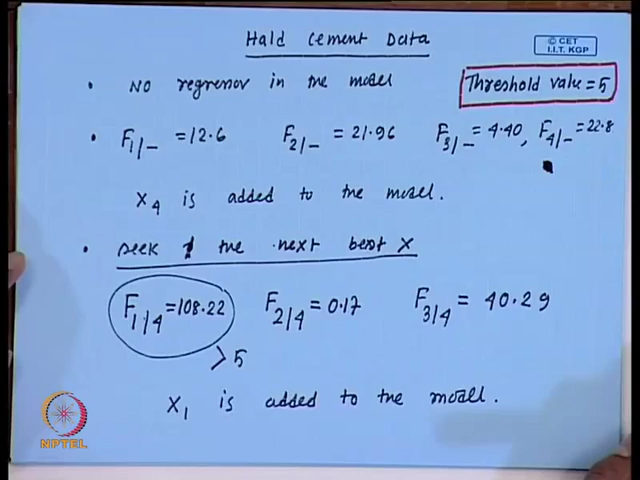 Hald Cement Data
© CET
I.I.T. KGP
• No regressor in the model
Threshold value = 5
• F1/- = 12.6 F2/- = 21.96 F3/- = 4.40, F4/- = 22.8
X4 is added to the model.
• Seek the next best X
F1/4 = 108.22 F2/4 = 0.17 F3/4 = 40.29
> 5
X1 is added to the model.
NPTEL